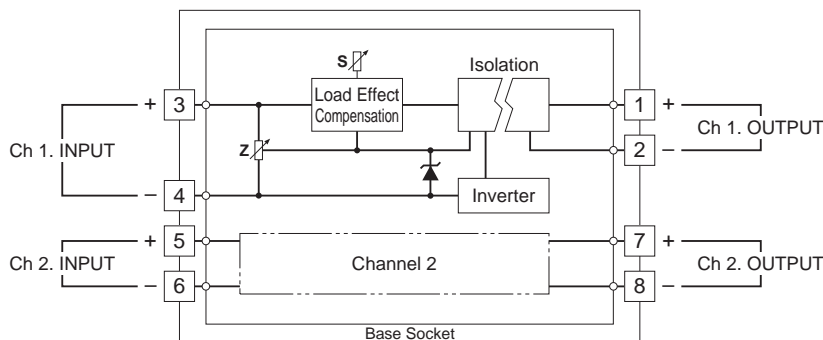 S
Isolation
Load Effect
Compensation
+ 3
1 +
Ch 1. INPUT
Z
Ch 1. OUTPUT
2 −
− 4
Inverter
+ 5
7 +
Ch 2. INPUT
Channel 2
Ch 2. OUTPUT
− 6
8 −
Base Socket